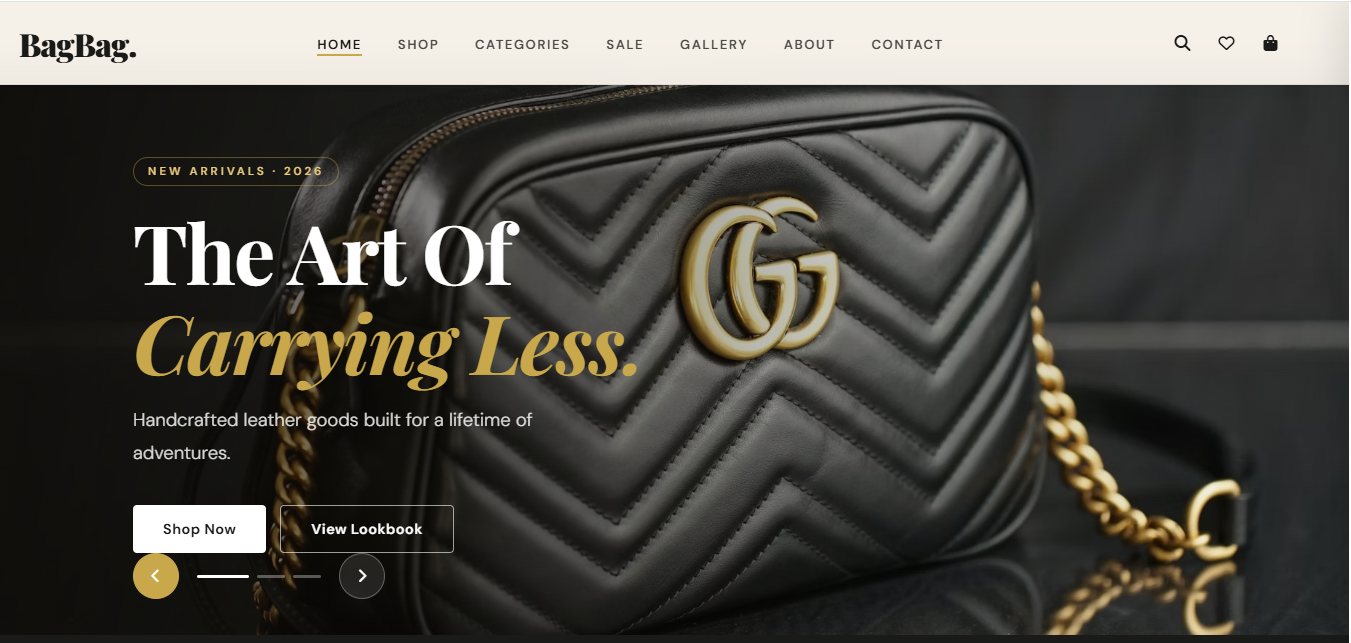 BagBag.
HOME SHOP CATEGORIES SALE GALLERY ABOUT CONTACT
NEW ARRIVALS · 2026
The Art Of
Carrying Less.
Handcrafted leather goods built for a lifetime of
adventures.
Shop Now View Lookbook
GG